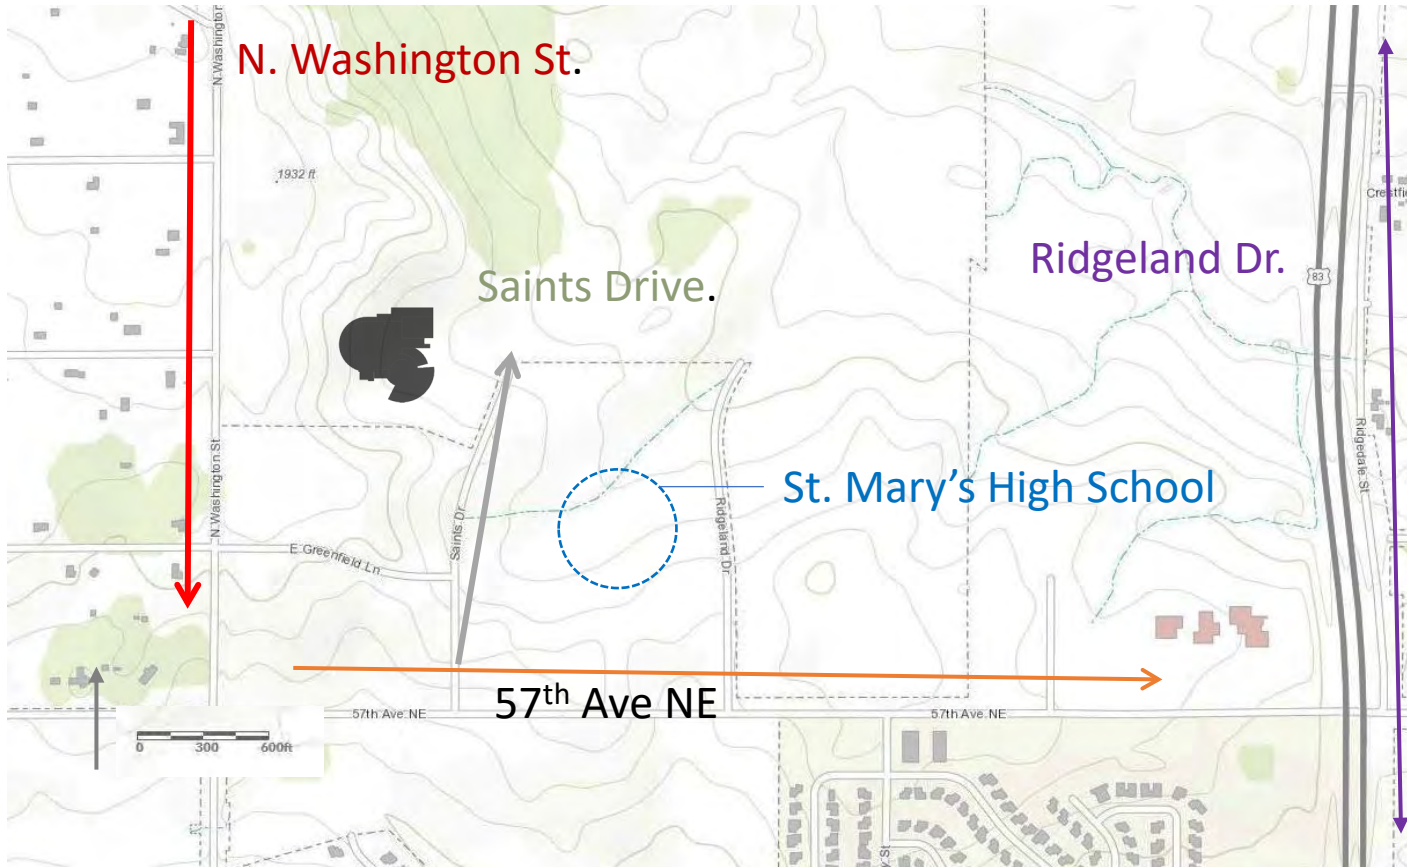 N. Washington St.
N Washington
1932 ft
Crestfi
Ridgeland Dr.
Saints Drive.
83
N Washington St
St. Mary's High School
Ridgedale St
Saints Dr
Ridgeland Dr
E Greenfield Ln
57th Ave NE
57th Ave NE
57th Ave NE
0 300 600ft
St